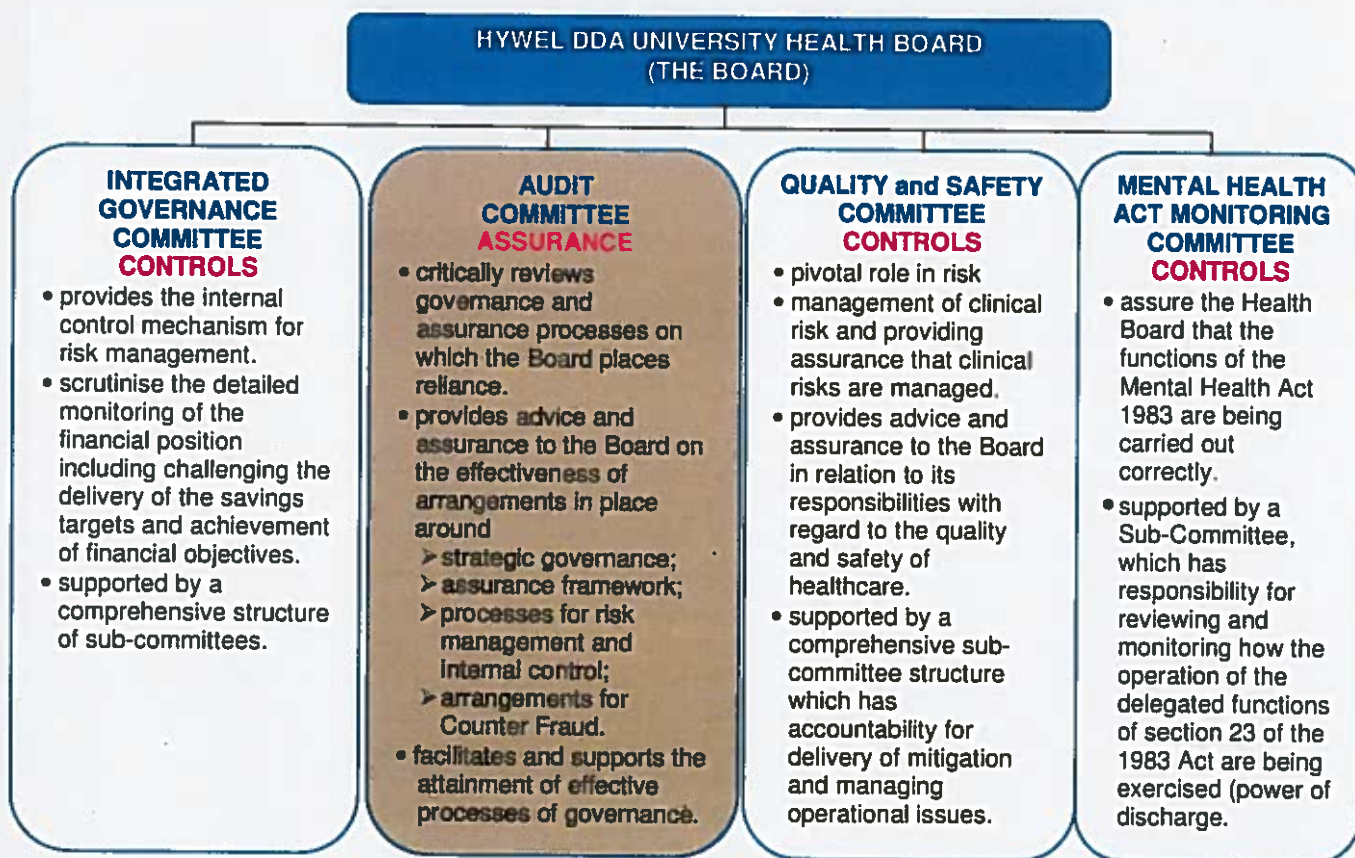 HYWEL DDA UNIVERSITY HEALTH BOARD
(THE BOARD)
INTEGRATED
GOVERNANCE
COMMITTEE
CONTROLS
• provides the internal
control mechanism for
risk management.
• scrutinise the detailed
monitoring of the
financial position
including challenging the
delivery of the savings
targets and achievement
of financial objectives.
• supported by a
comprehensive structure
of sub-committees.
AUDIT
COMMITTEE
ASSURANCE
• critically reviews
governance and
assurance processes on
which the Board places
reliance.
• provides advice and
assurance to the Board on
the effectiveness of
arrangements in place
around
➢ strategic governance;
➢ assurance framework;
➢ processes for risk
management and
internal control;
➢ arrangements for
Counter Fraud.
• facilitates and supports the
attainment of effective
processes of governance.
QUALITY and SAFETY
COMMITTEE
CONTROLS
• pivotal role in risk
• management of clinical
risk and providing
assurance that clinical
risks are managed.
• provides advice and
assurance to the Board
in relation to its
responsibilities with
regard to the quality
and safety of
healthcare.
• supported by a
comprehensive sub-
committee structure
which has
accountability for
delivery of mitigation
and managing
operational issues.
MENTAL HEALTH
ACT MONITORING
COMMITTEE
CONTROLS
• assure the Health
Board that the
functions of the
Mental Health Act
1983 are being
carried out
correctly.
• supported by a
Sub-Committee,
which has
responsibility for
reviewing and
monitoring how the
operation of the
delegated functions
of section 23 of the
1983 Act are being
exercised (power of
discharge.